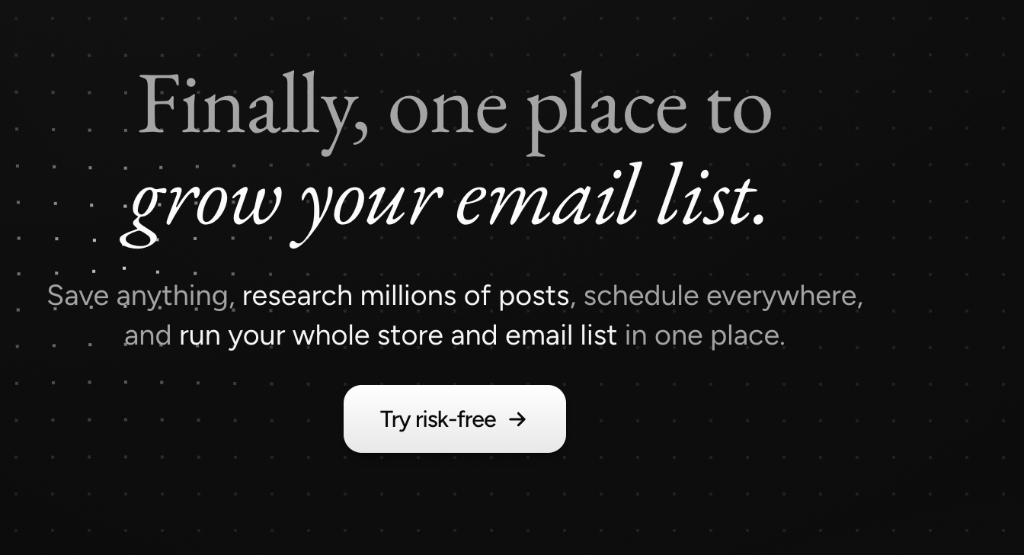 Finally, one place to
grow your email list.
Save anything, research millions of posts, schedule everywhere,
and run your whole store and email list in one place.
Try risk-free →